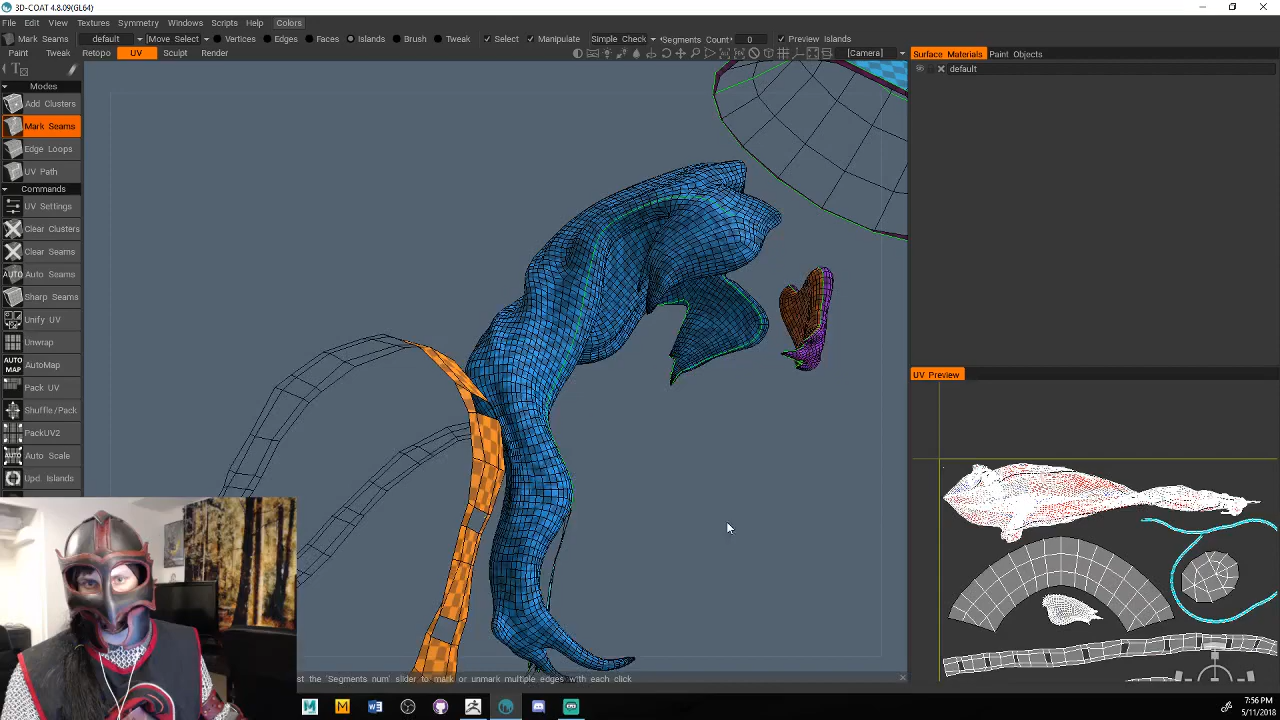 3D-COAT 4.8.09(GL64)
File Edit View Textures Symmetry Windows Scripts Help Colors
Mark Seams default [Move Select] Vertices Edges Faces Islands Brush Tweak Select Manipulate Simple Check Segments Count: 0 Preview Islands
Paint Tweak Retopo UV Sculpt Render [Camera]
Surface Materials Paint Objects
default
Modes
Add Clusters
Mark Seams
Edge Loops
UV Path
Commands
UV Settings
Clear Clusters
Clear Seams
AUTO Auto Seams
Sharp Seams
Unify UV
Unwrap
AUTO MAP AutoMap
Pack UV
Shuffle/Pack
PackUV2
AUTO Auto Scale
Upd. Islands
UV Preview
st the 'Segments num' slider to mark or unmark multiple edges with each click
7:56 PM
5/11/2018